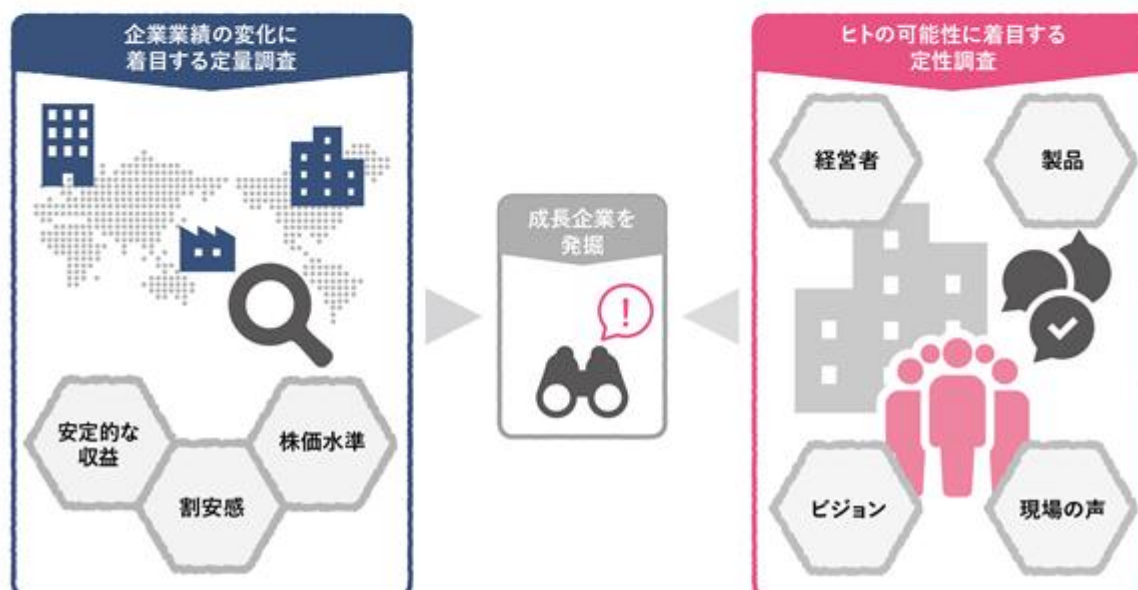 企業業績の変化に
着目する定量調査
安定的な
収益
割安感
株価水準
成長企業を
発掘
!
ヒトの可能性に着目する
定性調査
経営者
製品
ビジョン
現場の声